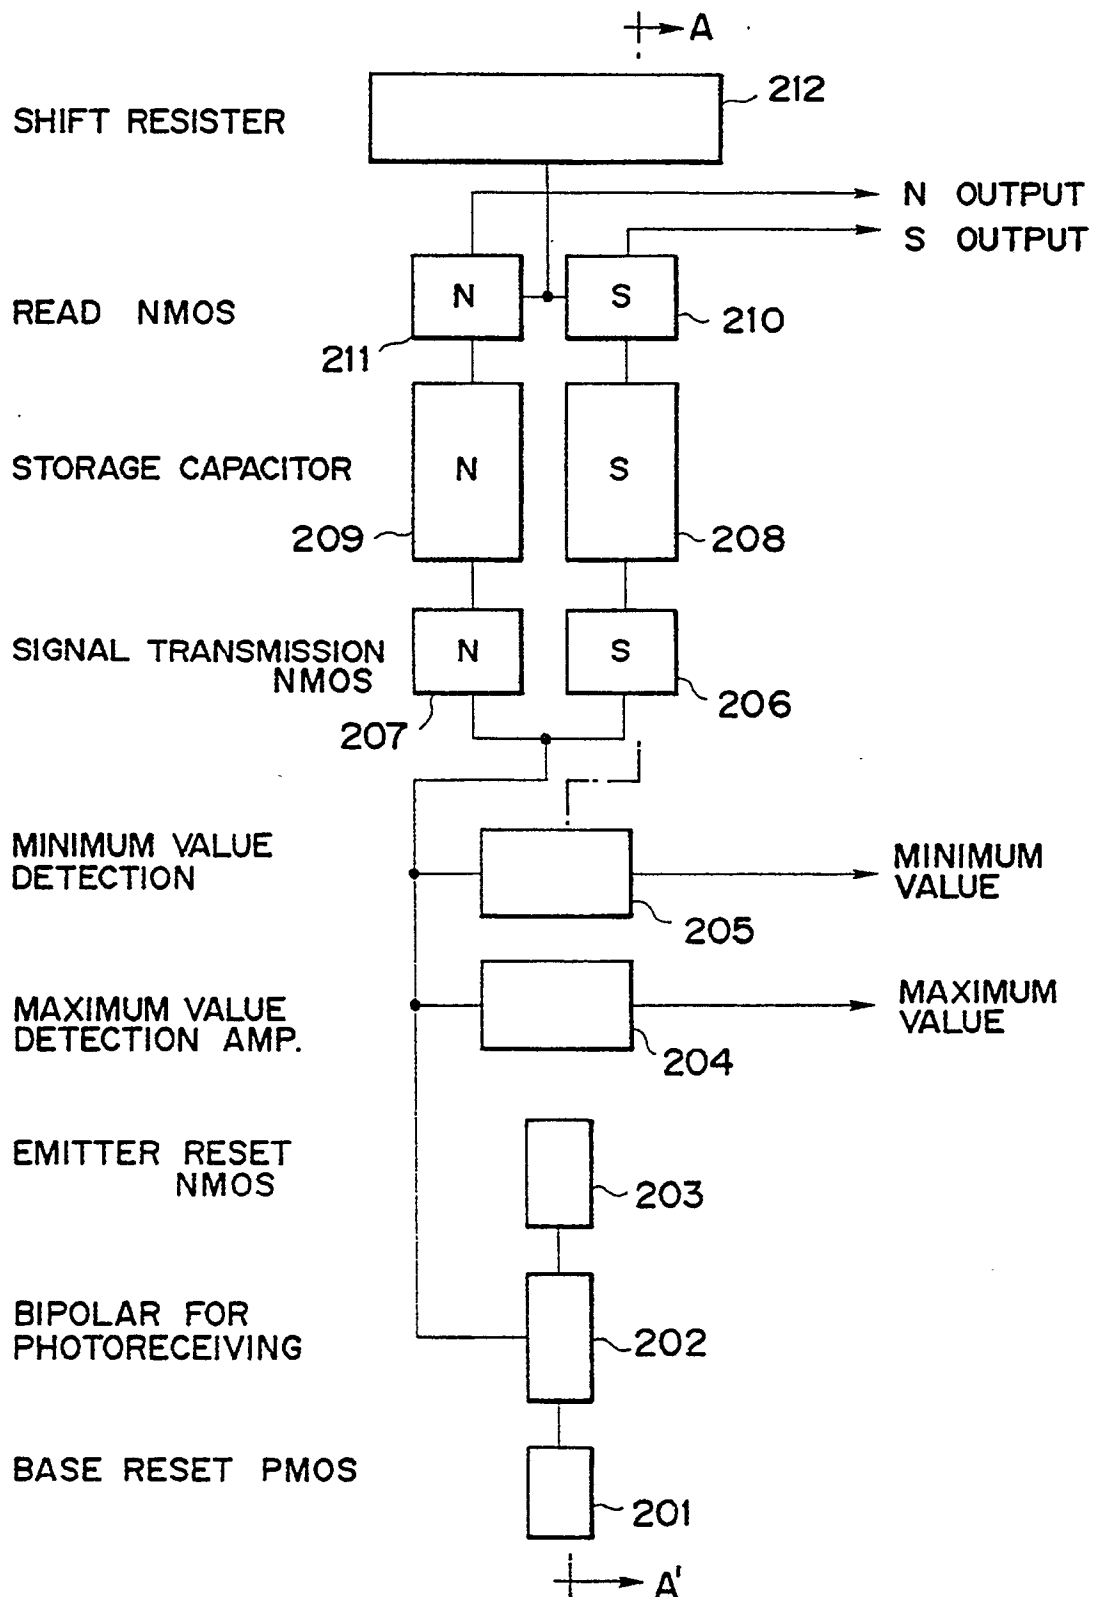 A
212
SHIFT RESISTER
N OUTPUT
S OUTPUT
N
S
READ NMOS
210
211
STORAGE CAPACITOR
N
S
209
208
SIGNAL TRANSMISSION
NMOS
N
S
206
207
MINIMUM VALUE
DETECTION
MINIMUM
VALUE
205
MAXIMUM VALUE
DETECTION AMP.
MAXIMUM
VALUE
204
EMITTER RESET
NMOS
203
BIPOLAR FOR
PHOTORECEIVING
202
BASE RESET PMOS
201
A'